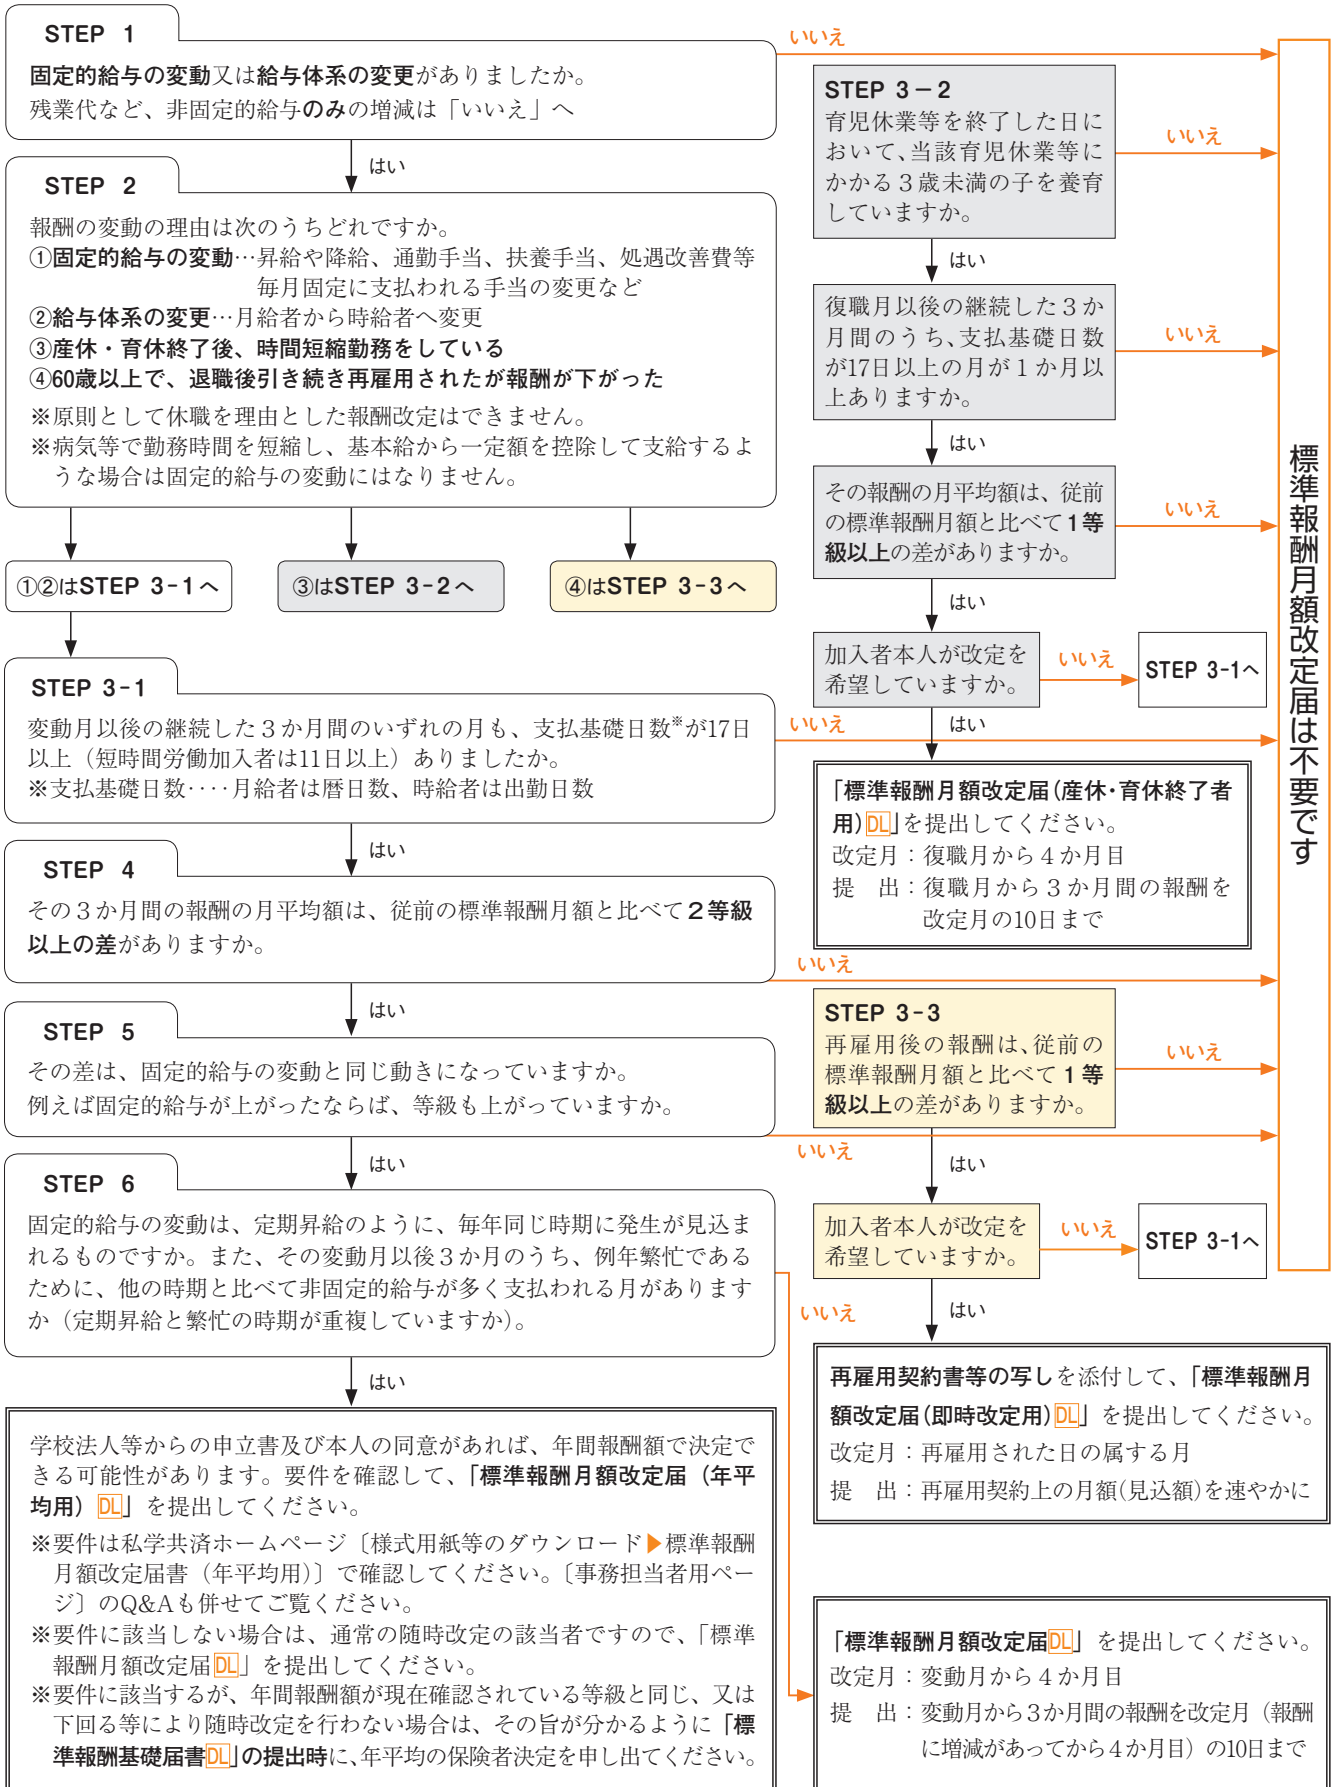 STEP 1
固定的給与の変動又は給与体系の変更がありましたか。
残業代など、非固定的給与のみの増減は「いいえ」へ
いいえ
はい
STEP 2
報酬の変動の理由は次のうちどれですか。
①固定的給与の変動…昇給や降給、通勤手当、扶養手当、処遇改善費等
毎月固定に支払われる手当の変更など
②給与体系の変更…月給者から時給者へ変更
③産休・育休終了後、時間短縮勤務をしている
④60歳以上で、退職後引き続き再雇用されたが報酬が下がった
※原則として休職を理由とした報酬改定はできません。
※病気等で勤務時間を短縮し、基本給から一定額を控除して支給するよ
うな場合は固定的給与の変動にはなりません。
①②はSTEP 3-1へ
③はSTEP 3-2へ
④はSTEP 3-3へ
STEP 3-1
変動月以後の継続した３か月間のいずれの月も、支払基礎日数※が17日
以上（短時間労働加入者は11日以上）ありましたか。
※支払基礎日数‥‥月給者は暦日数、時給者は出勤日数
いいえ
はい
STEP 4
その３か月間の報酬の月平均額は、従前の標準報酬月額と比べて２等級
以上の差がありますか。
いいえ
はい
STEP 5
その差は、固定的給与の変動と同じ動きになっていますか。
例えば固定的給与が上がったならば、等級も上がっていますか。
いいえ
はい
STEP 6
固定的給与の変動は、定期昇給のように、毎年同じ時期に発生が見込ま
れるものですか。また、その変動月以後３か月のうち、例年繁忙である
ために、他の時期と比べて非固定的給与が多く支払われる月があります
か（定期昇給と繁忙の時期が重複していますか）。
いいえ
はい
学校法人等からの申立書及び本人の同意があれば、年間報酬額で決定で
きる可能性があります。要件を確認して、「標準報酬月額改定届（年平
均用）DL」を提出してください。
※要件は私学共済ホームページ〔様式用紙等のダウンロード▶標準報酬
月額改定届書（年平均用)〕で確認してください。〔事務担当者用ペー
ジ〕のQ&Aも併せてご覧ください。
※要件に該当しない場合は、通常の随時改定の該当者ですので、「標準
報酬月額改定届DL」を提出してください。
※要件に該当するが、年間報酬額が現在確認されている等級と同じ、又は
下回る等により随時改定を行わない場合は、その旨が分かるように「標
準報酬基礎届書DL」の提出時に、年平均の保険者決定を申し出てください。
STEP 3－2
育児休業等を終了した日に
おいて、当該育児休業等に
かかる３歳未満の子を養育
していますか。
いいえ
はい
復職月以後の継続した３か
月間のうち、支払基礎日数
が17日以上の月が１か月以
上ありますか。
いいえ
はい
その報酬の月平均額は、従前
の標準報酬月額と比べて１等
級以上の差がありますか。
いいえ
はい
加入者本人が改定を
希望していますか。
いいえ
STEP 3-1へ
はい
「標準報酬月額改定届(産休・育休終了者
用)DL」を提出してください。
改定月：復職月から４か月目
提　出：復職月から３か月間の報酬を
改定月の10日まで
STEP 3-3
再雇用後の報酬は、従前の
標準報酬月額と比べて１等
級以上の差がありますか。
いいえ
はい
加入者本人が改定を
希望していますか。
いいえ
STEP 3-1へ
はい
再雇用契約書等の写しを添付して、「標準報酬月
額改定届(即時改定用)DL」を提出してください。
改定月：再雇用された日の属する月
提　出：再雇用契約上の月額(見込額)を速やかに
「標準報酬月額改定届DL」を提出してください。
改定月：変動月から４か月目
提　出：変動月から３か月間の報酬を改定月（報酬
に増減があってから４か月目）の10日まで
標準報酬月額改定届は不要です